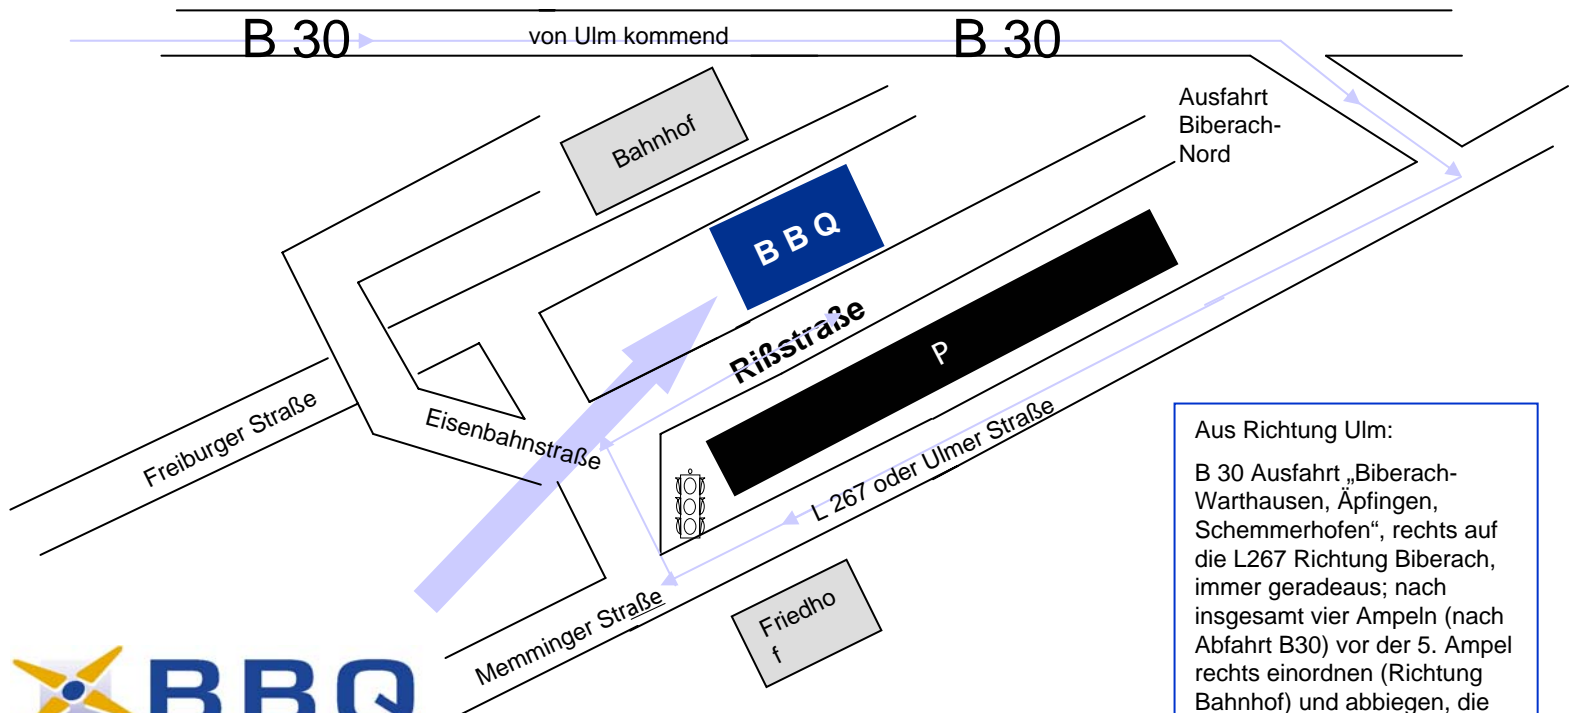 B 30
von Ulm kommend
B 30
Ausfahrt
Biberach-
Nord
Bahnhof
B B Q
Rißstraße
P
Freiburger Straße
Eisenbahnstraße
L 267 oder Ulmer Straße
Memminger Straße
Friedho
f
Aus Richtung Ulm:
B 30 Ausfahrt „Biberach-
Warthausen, Äpfingen,
Schemmerhofen“, rechts auf
die L267 Richtung Biberach,
immer geradeaus; nach
insgesamt vier Ampeln (nach
Abfahrt B30) vor der 5. Ampel
rechts einordnen (Richtung
Bahnhof) und abbiegen, die
BBQ